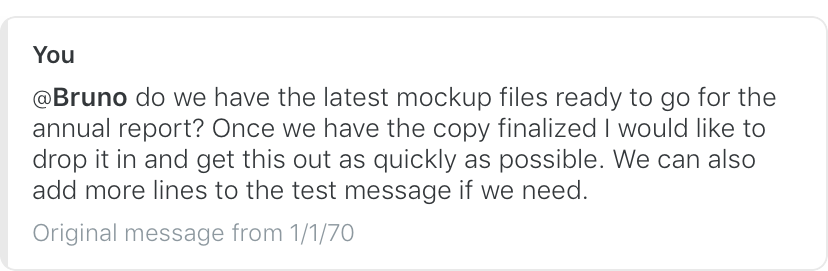 You
@Bruno do we have the latest mockup files ready to go for the
annual report? Once we have the copy finalized I would like to
drop it in and get this out as quickly as possible. We can also
add more lines to the test message if we need.
Original message from 1/1/70